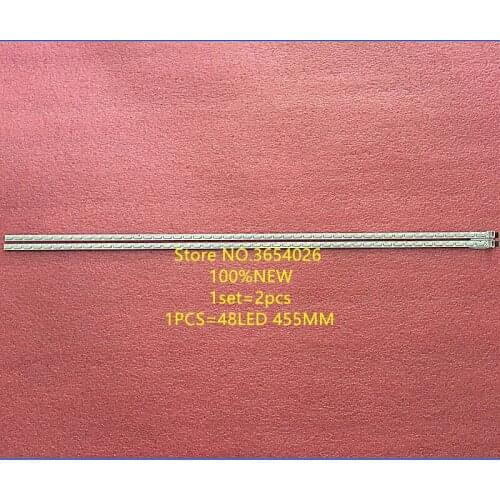 Store NO.3654026
100%NEW
1set=2pcs
1PCS=48LED 455MM